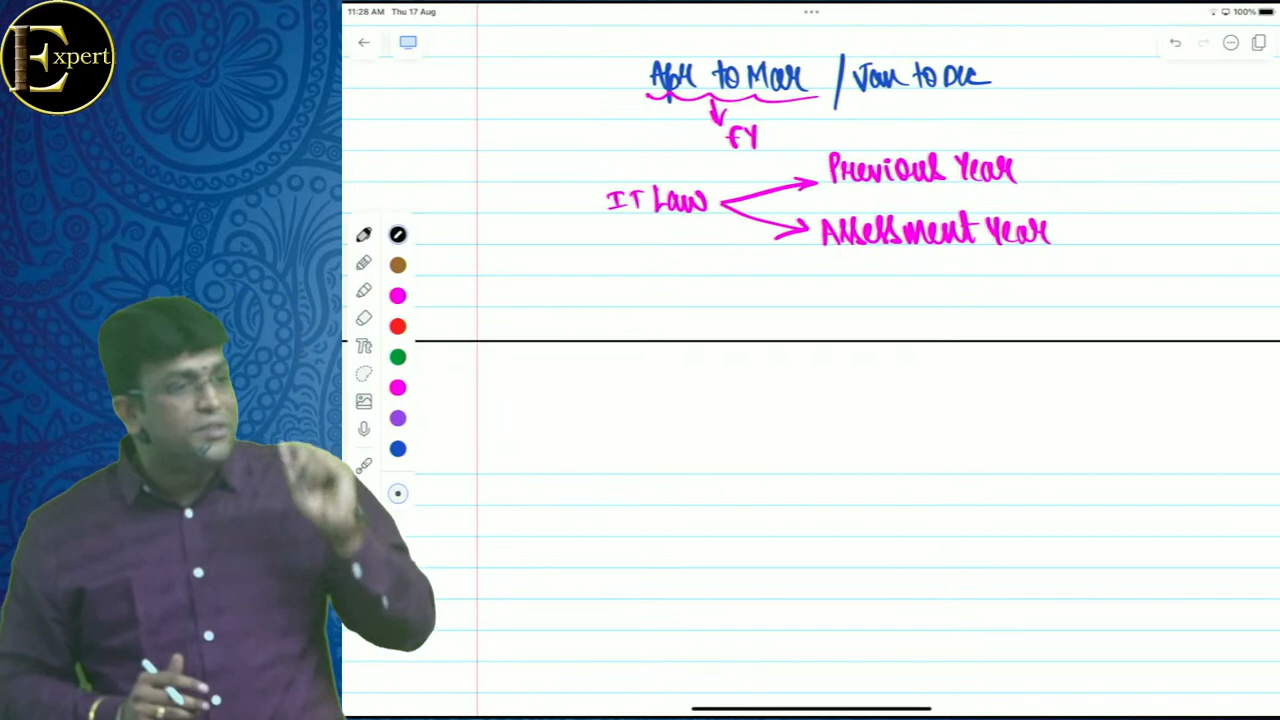 Expert
11:28 AM Thu 17 Aug
100%
Apr to Mar / Jan to Dec
FY
Previous Year
IT Law
Assessment Year
Tt